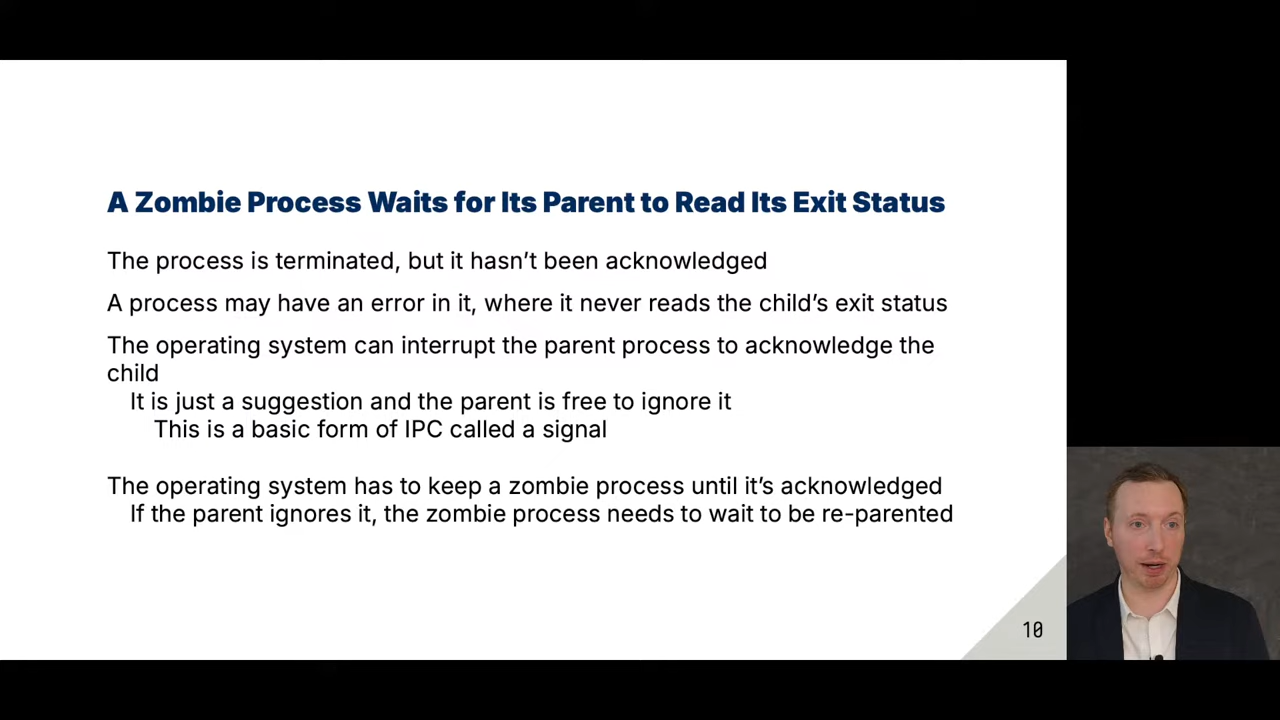 A Zombie Process Waits for Its Parent to Read Its Exit Status
The process is terminated, but it hasn’t been acknowledged
A process may have an error in it, where it never reads the child’s exit status
The operating system can interrupt the parent process to acknowledge the
child
It is just a suggestion and the parent is free to ignore it
This is a basic form of IPC called a signal
The operating system has to keep a zombie process until it’s acknowledged
If the parent ignores it, the zombie process needs to wait to be re-parented
10